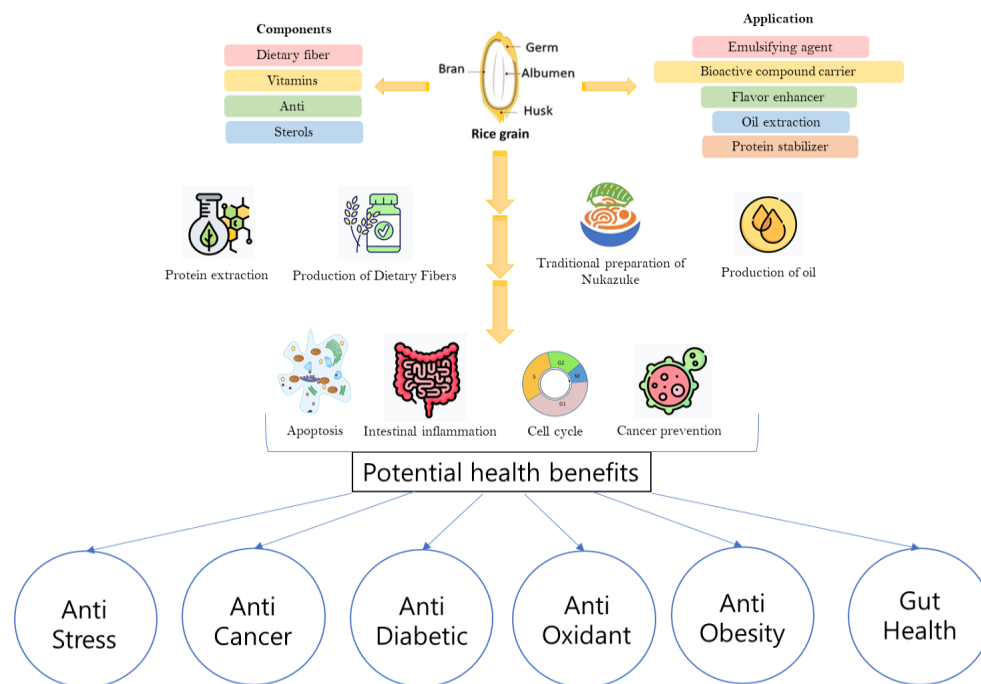 Components
Dietary fiber
Vitamins
Anti
Sterols
Germ
Bran
Albumen
Husk
Rice grain
Application
Emulsifying agent
Bioactive compound carrier
Flavor enhancer
Oil extraction
Protein stabilizer
Protein extraction
Production of Dietary Fibers
Traditional preparation of
Nukazuke
Production of oil
G2
S
M
G1
Apoptosis
Intestinal inflammation
Cell cycle
Cancer prevention
Potential health benefits
Anti
Stress
Anti
Cancer
Anti
Diabetic
Anti
Oxidant
Anti
Obesity
Gut
Health